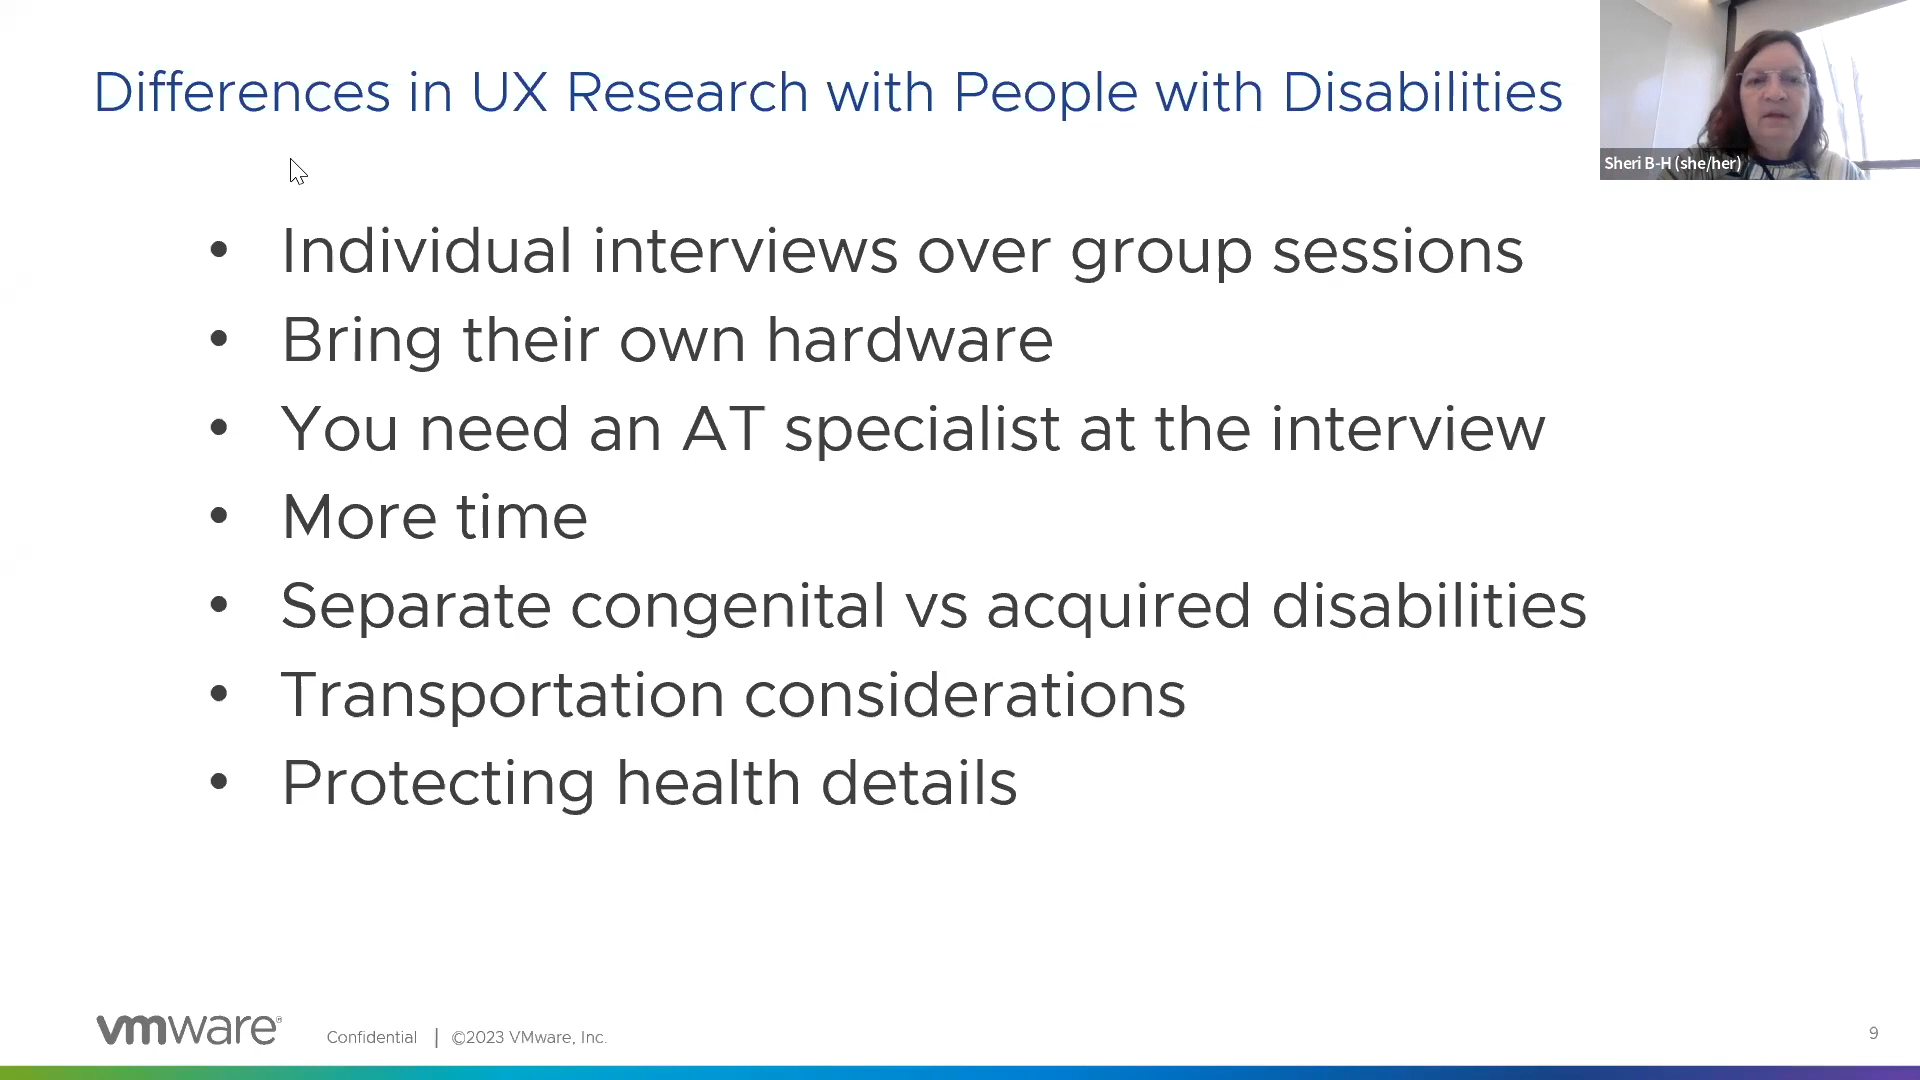 Differences in UX Research with People with Disabilities
Sheri B-H (she/her)
• Individual interviews over group sessions
• Bring their own hardware
• You need an AT specialist at the interview
• More time
• Separate congenital vs acquired disabilities
• Transportation considerations
• Protecting health details
vmware® Confidential | ©2023 VMware, Inc. 9